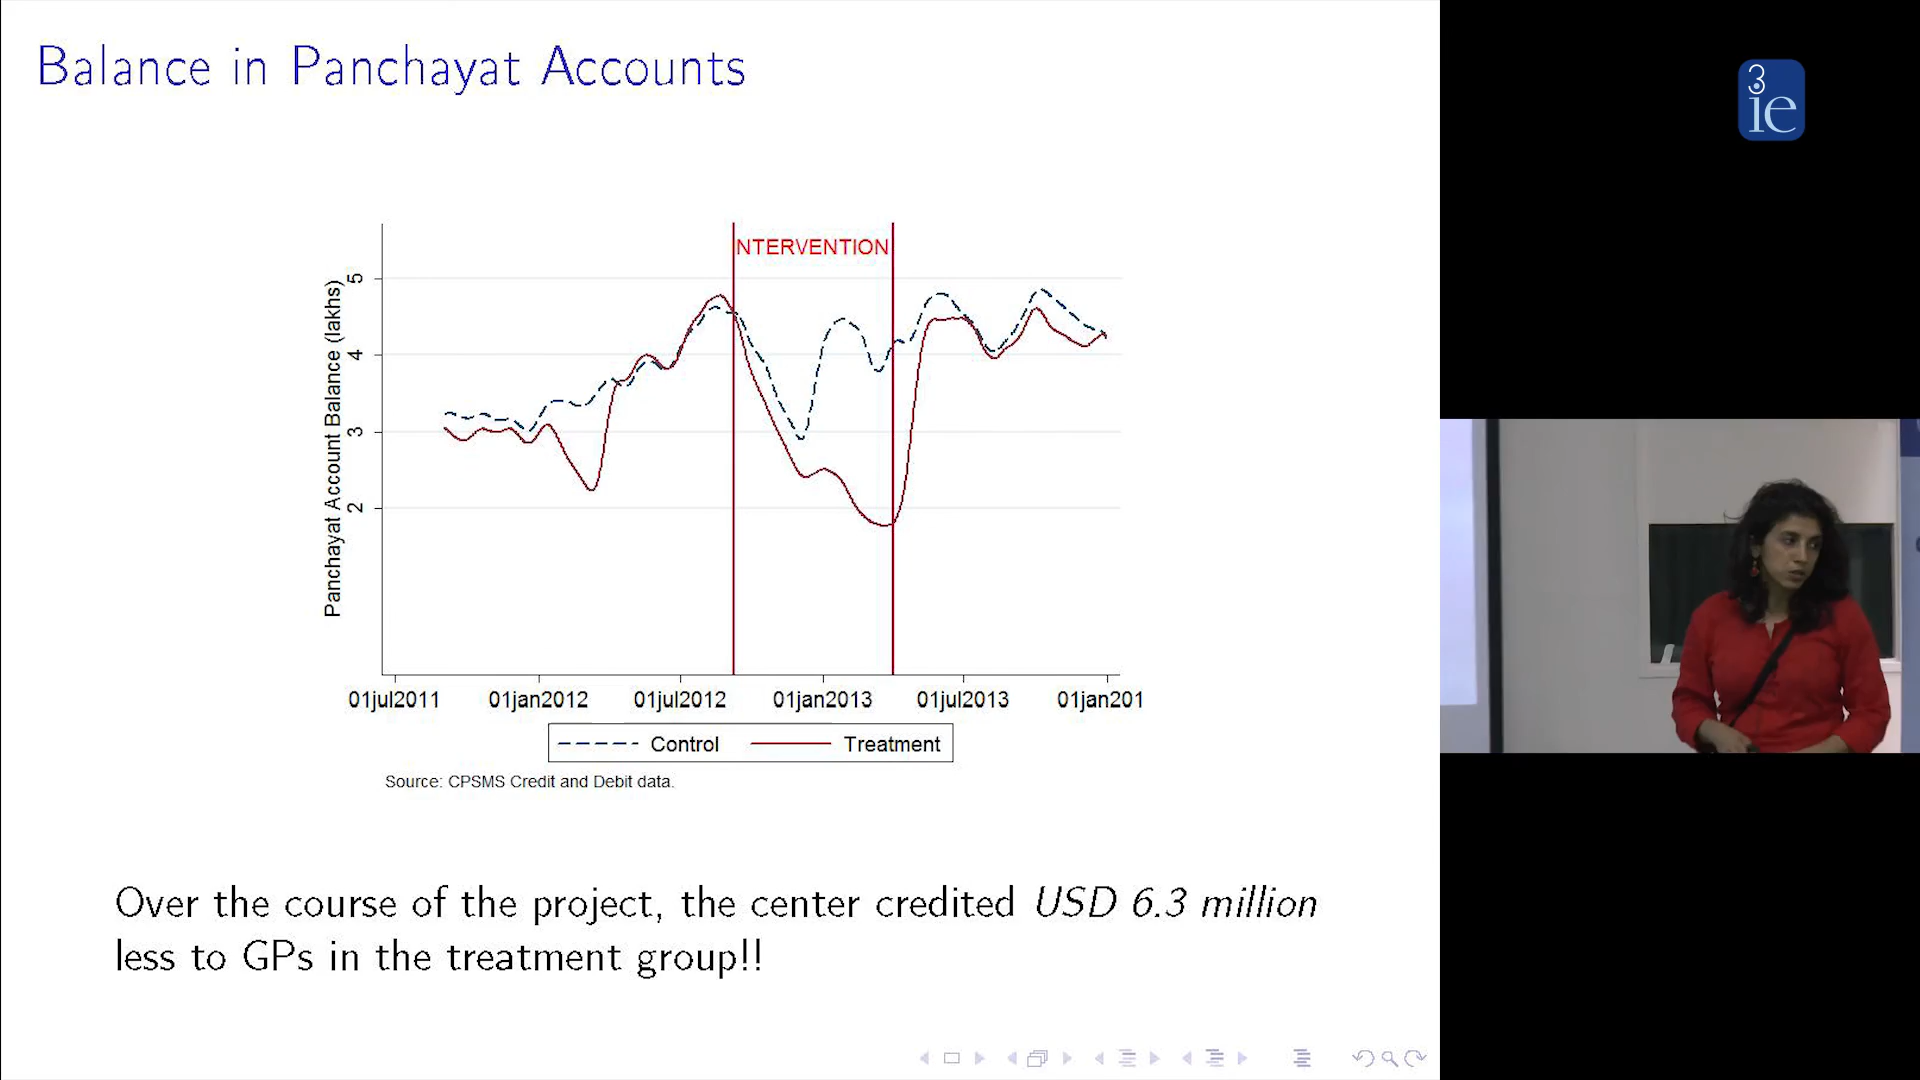 Balance in Panchayat Accounts
3ie
NTERVENTION
Panchayat Account Balance (lakhs)
5
4
3
2
01jul2011 01jan2012 01jul2012 01jan2013 01jul2013 01jan201
Control Treatment
Source: CPSMS Credit and Debit data.
Over the course of the project, the center credited USD 6.3 million
less to GPs in the treatment group!!